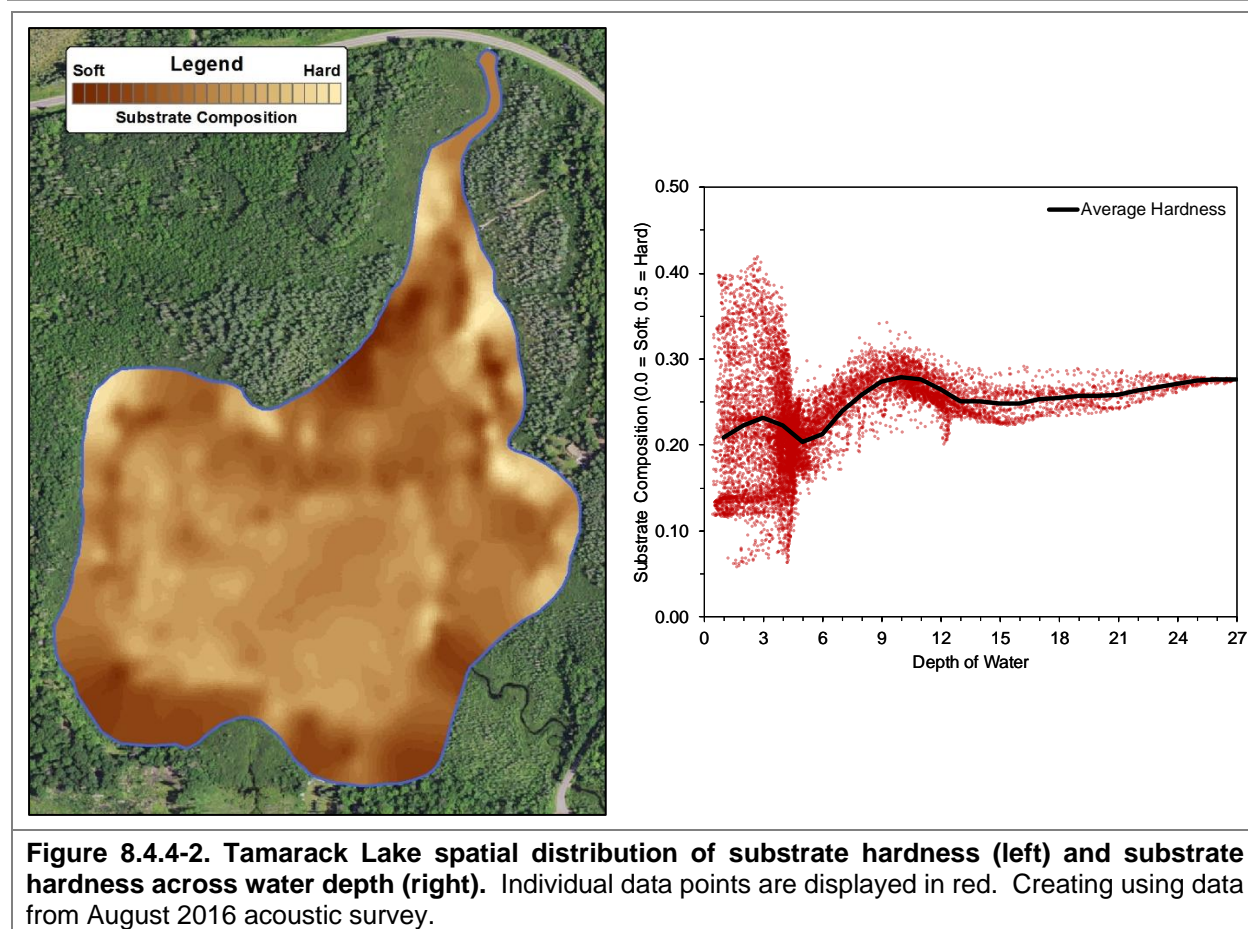 Legend
Soft Hard
Substrate Composition
0.50
0.40
0.30
0.20
0.10
0.00
Substrate Composition (0.0 = Soft; 0.5 = Hard)
Average Hardness
0 3 6 9 12 15 18 21 24 27
Depth of Water
Figure 8.4.4-2. Tamarack Lake spatial distribution of substrate hardness (left) and substrate
hardness across water depth (right). Individual data points are displayed in red. Creating using data
from August 2016 acoustic survey.